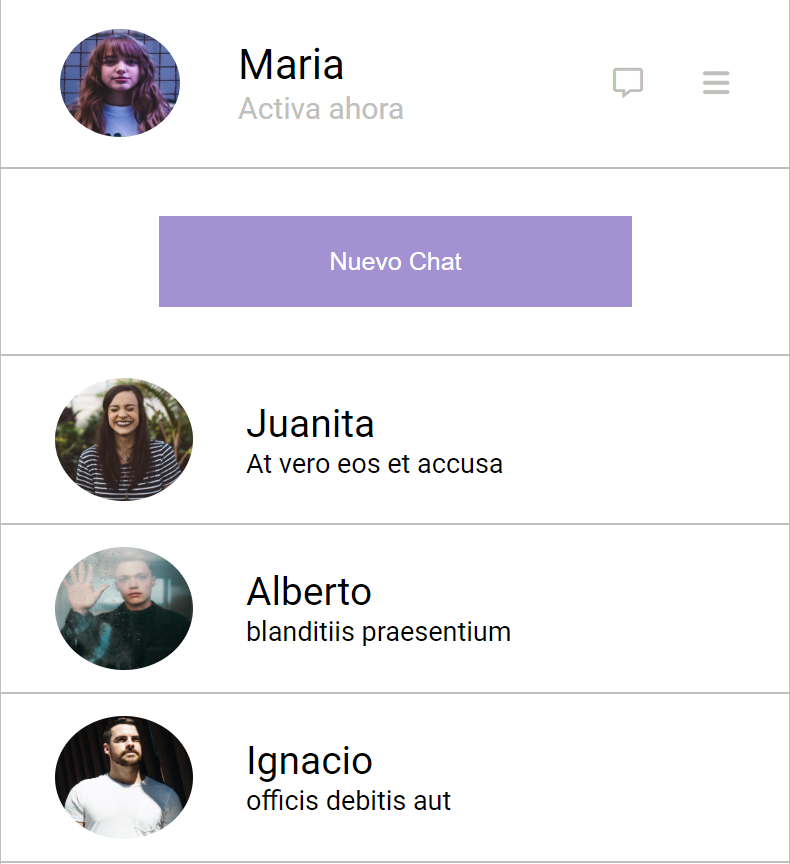 Maria
Activa ahora
Nuevo Chat
Juanita
At vero eos et accusa
Alberto
blanditiis praesentium
Ignacio
officis debitis aut